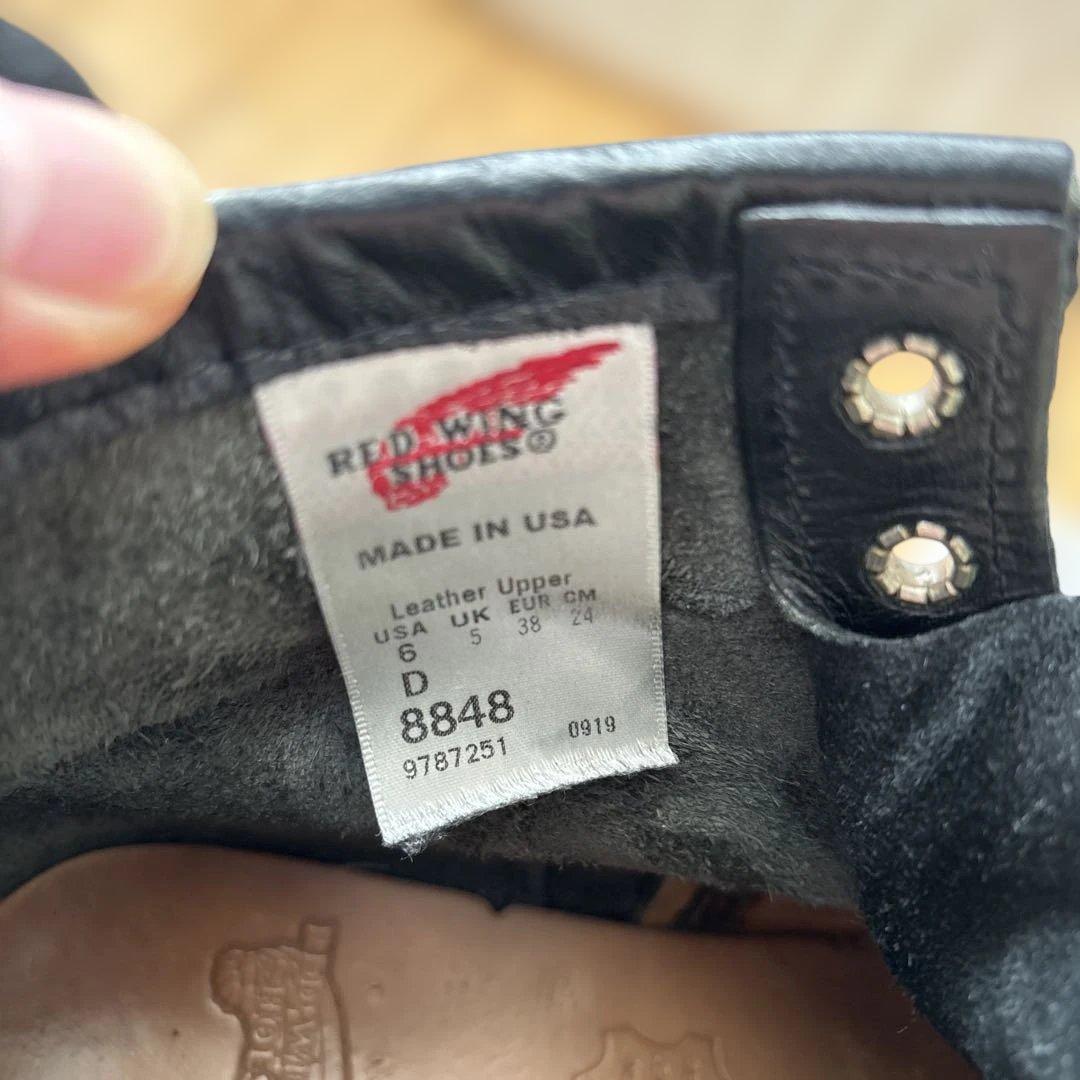 RED WING
SHOES®
MADE IN USA
Leather Upper
USA UK EUR CM
6 5 38 24
D
8848
9787251 0919